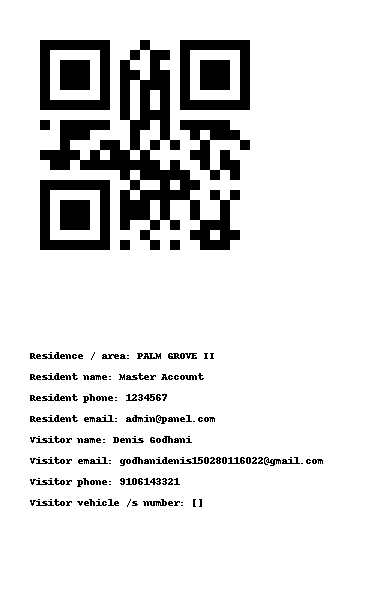 Residence / area: PALM GROVE II
Resident name: Master Account
Resident phone: 1234567
Resident email: admin@panel.com
Visitor name: Denis Godhani
Visitor email: godhanidenis150280116022@gmail.com
Visitor phone: 9106143321
Visitor vehicle /s number: []